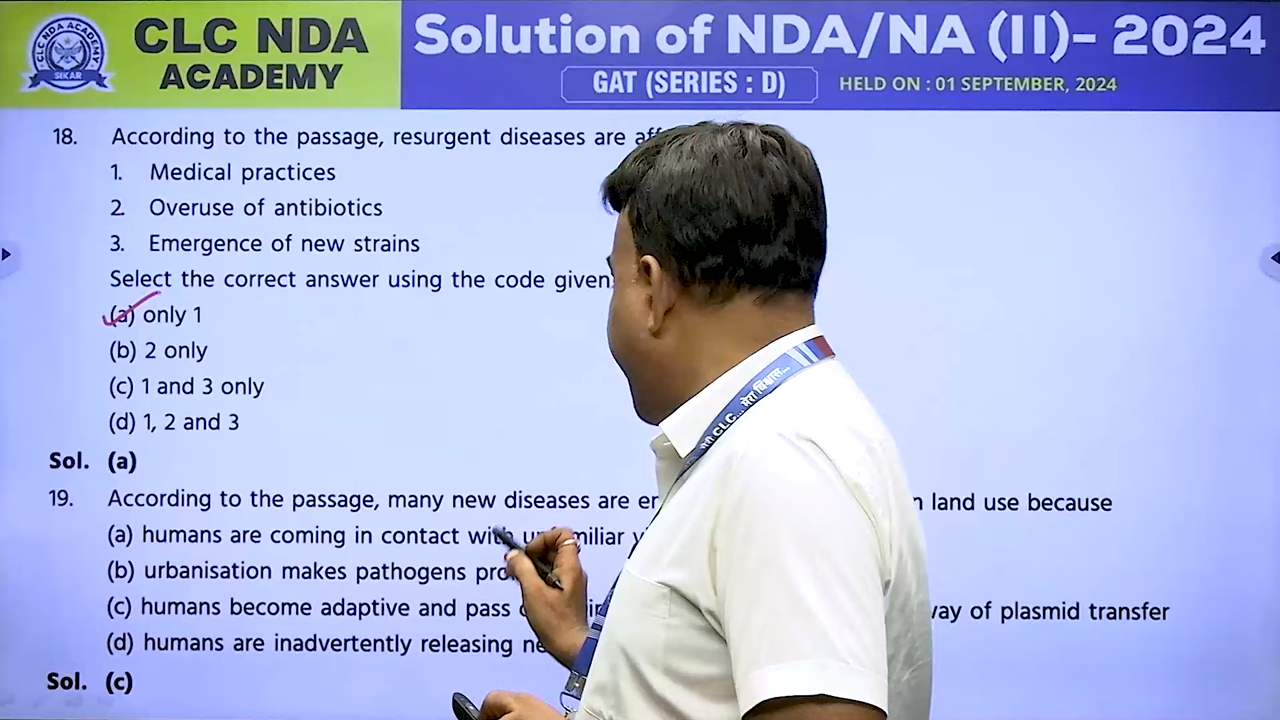 CLC NDA ACADEMY
SIKAR
CLC NDA
ACADEMY
Solution of NDA/NA (II)- 2024
GAT (SERIES : D)
HELD ON : 01 SEPTEMBER, 2024
18. According to the passage, resurgent diseases are
1. Medical practices
2. Overuse of antibiotics
3. Emergence of new strains
Select the correct answer using the code given
(a) only 1
(b) 2 only
(c) 1 and 3 only
(d) 1, 2 and 3
Sol. (a)
19. According to the passage, many new diseases are land use because
(a) humans are coming in contact with
(b) urbanisation makes pathogens
(c) humans become adaptive and pass way of plasmid transfer
(d) humans are inadvertently releasing
Sol. (c)
CLC... मेरा विश्वास...